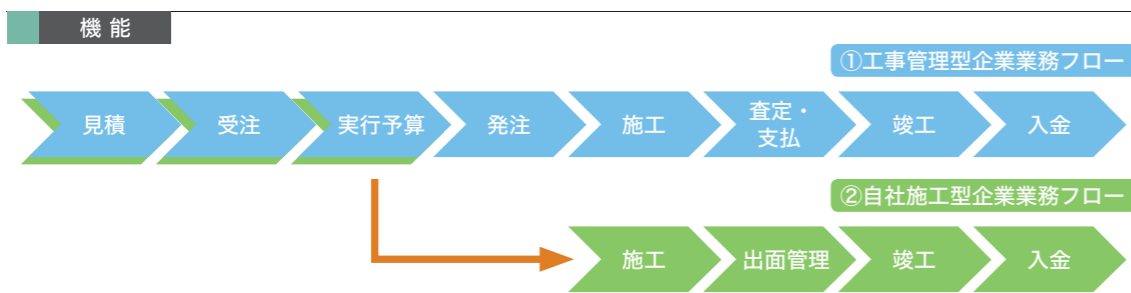 機 能
①工事管理型企業業務フロー
見積
受注
実行予算
発注
施工
査定・
支払
竣工
入金
②自社施工型企業業務フロー
施工
出面管理
竣工
入金